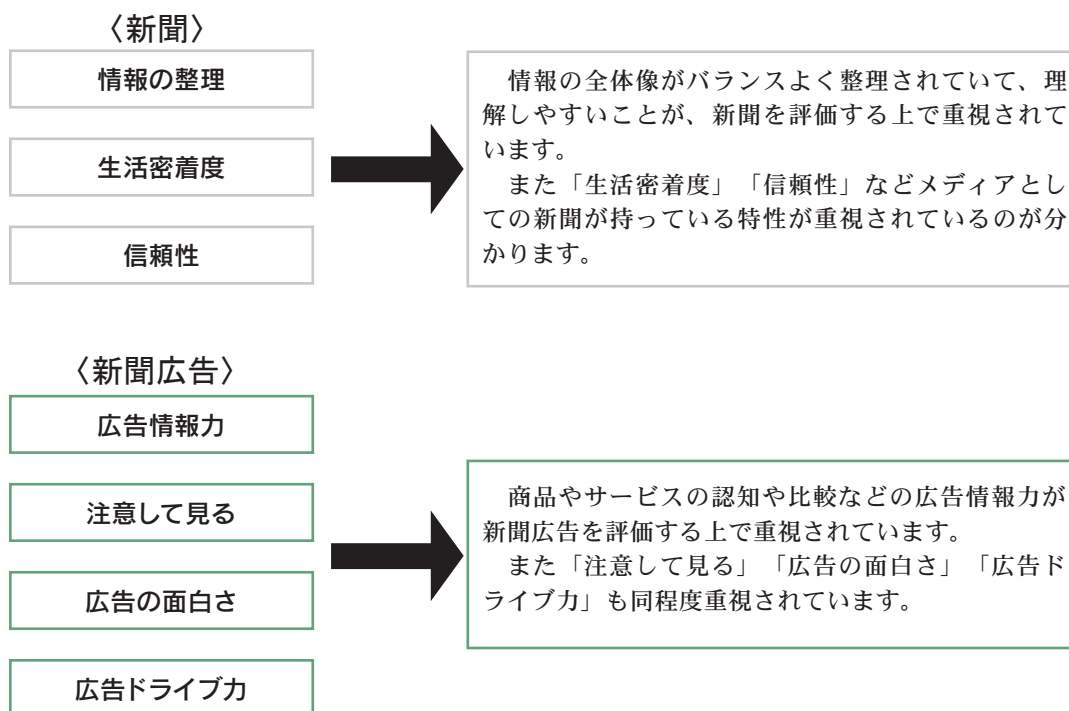 〈新聞〉
情報の整理
生活密着度
信頼性
情報の全体像がバランスよく整理されていて、理
解しやすいことが、新聞を評価する上で重視されて
います。
また「生活密着度」「信頼性」などメディアとし
ての新聞が持っている特性が重視されているのが分
かります。
〈新聞広告〉
広告情報力
注意して見る
広告の面白さ
広告ドライブ力
商品やサービスの認知や比較などの広告情報力が
新聞広告を評価する上で重視されています。
また「注意して見る」「広告の面白さ」「広告ド
ライブ力」も同程度重視されています。